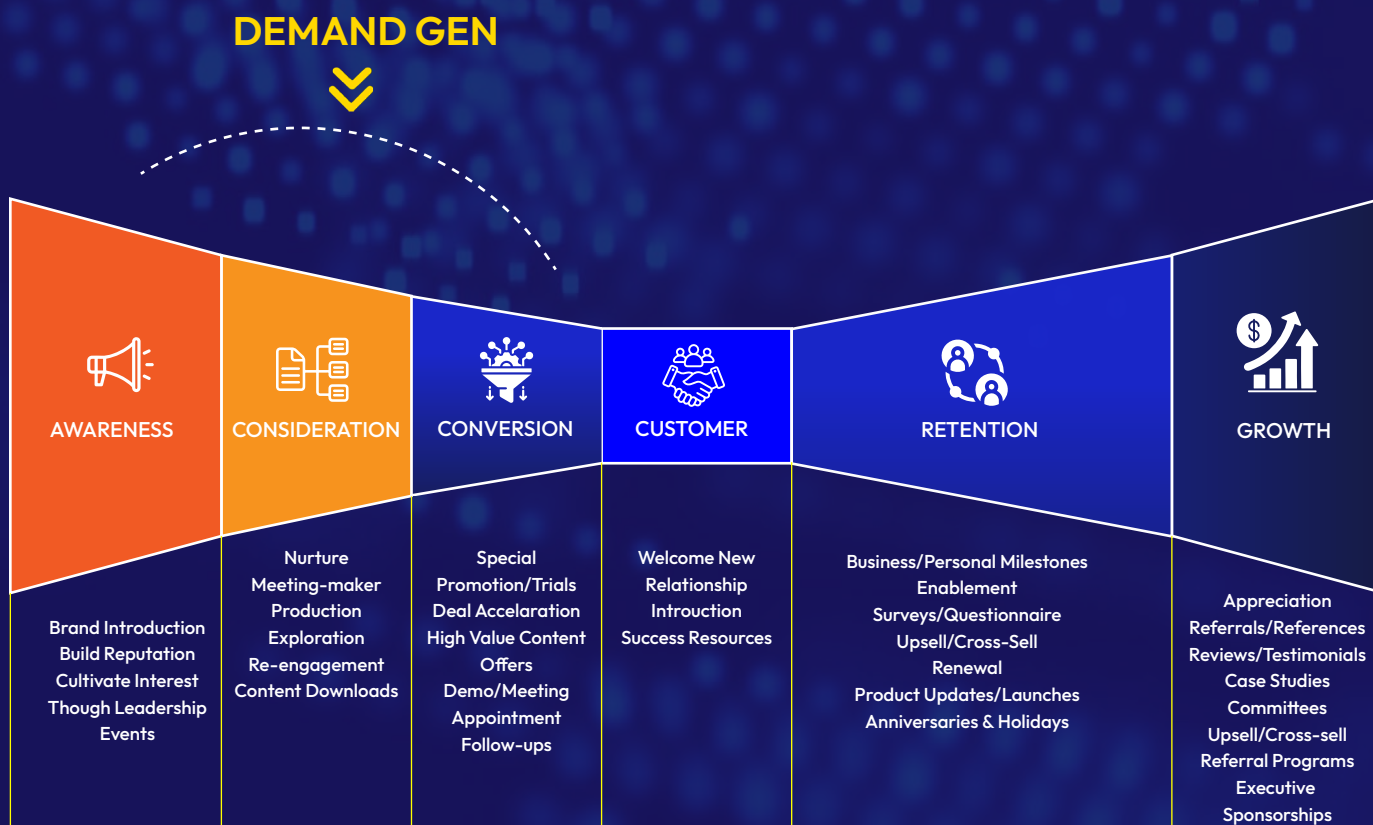 DEMAND GEN
AWARENESS
CONSIDERATION
CONVERSION
CUSTOMER
RETENTION
GROWTH
$
Brand Introduction
Build Reputation
Cultivate Interest
Though Leadership
Events
Nurture
Meeting-maker
Production
Exploration
Re-engagement
Content Downloads
Special
Promotion/Trials
Deal Accelaration
High Value Content
Offers
Demo/Meeting
Appointment
Follow-ups
Welcome New
Relationship
Introuction
Success Resources
Business/Personal Milestones
Enablement
Surveys/Questionnaire
Upsell/Cross-Sell
Renewal
Product Updates/Launches
Anniversaries & Holidays
Appreciation
Referrals/References
Reviews/Testimonials
Case Studies
Committees
Upsell/Cross-sell
Referral Programs
Executive
Sponsorships